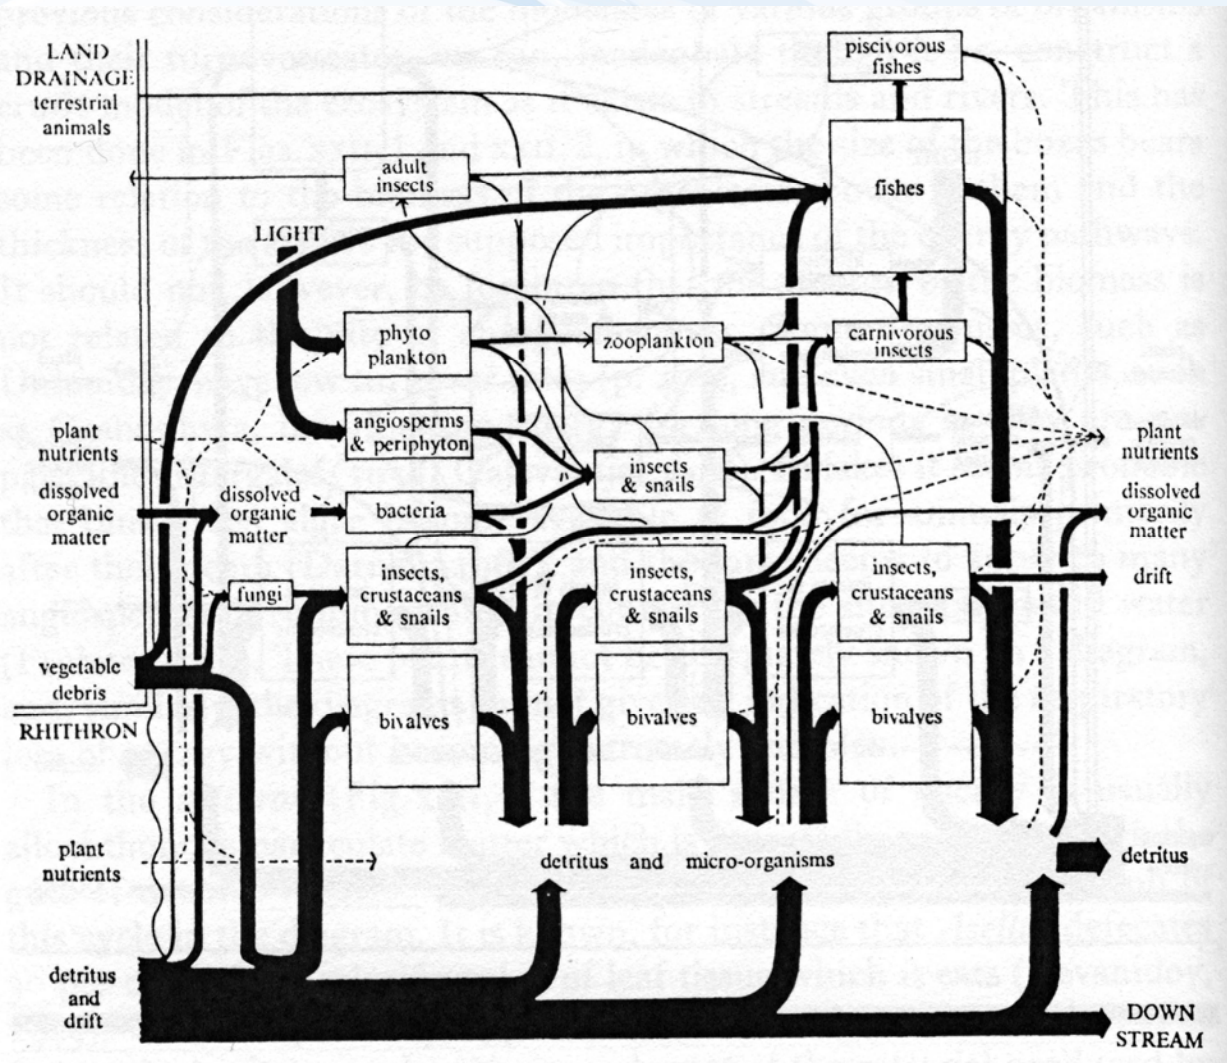 LAND
DRAINAGE
terrestrial
animals
piscivorous
fishes
fishes
adult
insects
LIGHT
phyto
plankton
zooplankton
carnivorous
insects
angiosperms
& periphyton
plant
nutrients
plant
nutrients
insects
& snails
dissolved
organic
matter
dissolved
organic
matter
bacteria
dissolved
organic
matter
fungi
insects,
crustaceans
& snails
insects,
crustaceans
& snails
insects,
crustaceans
& snails
drift
vegetable
debris
RHITHRON
bivalves
bivalves
bivalves
plant
nutrients
detritus and micro-organisms
detritus
detritus
and
drift
DOWN
STREAM